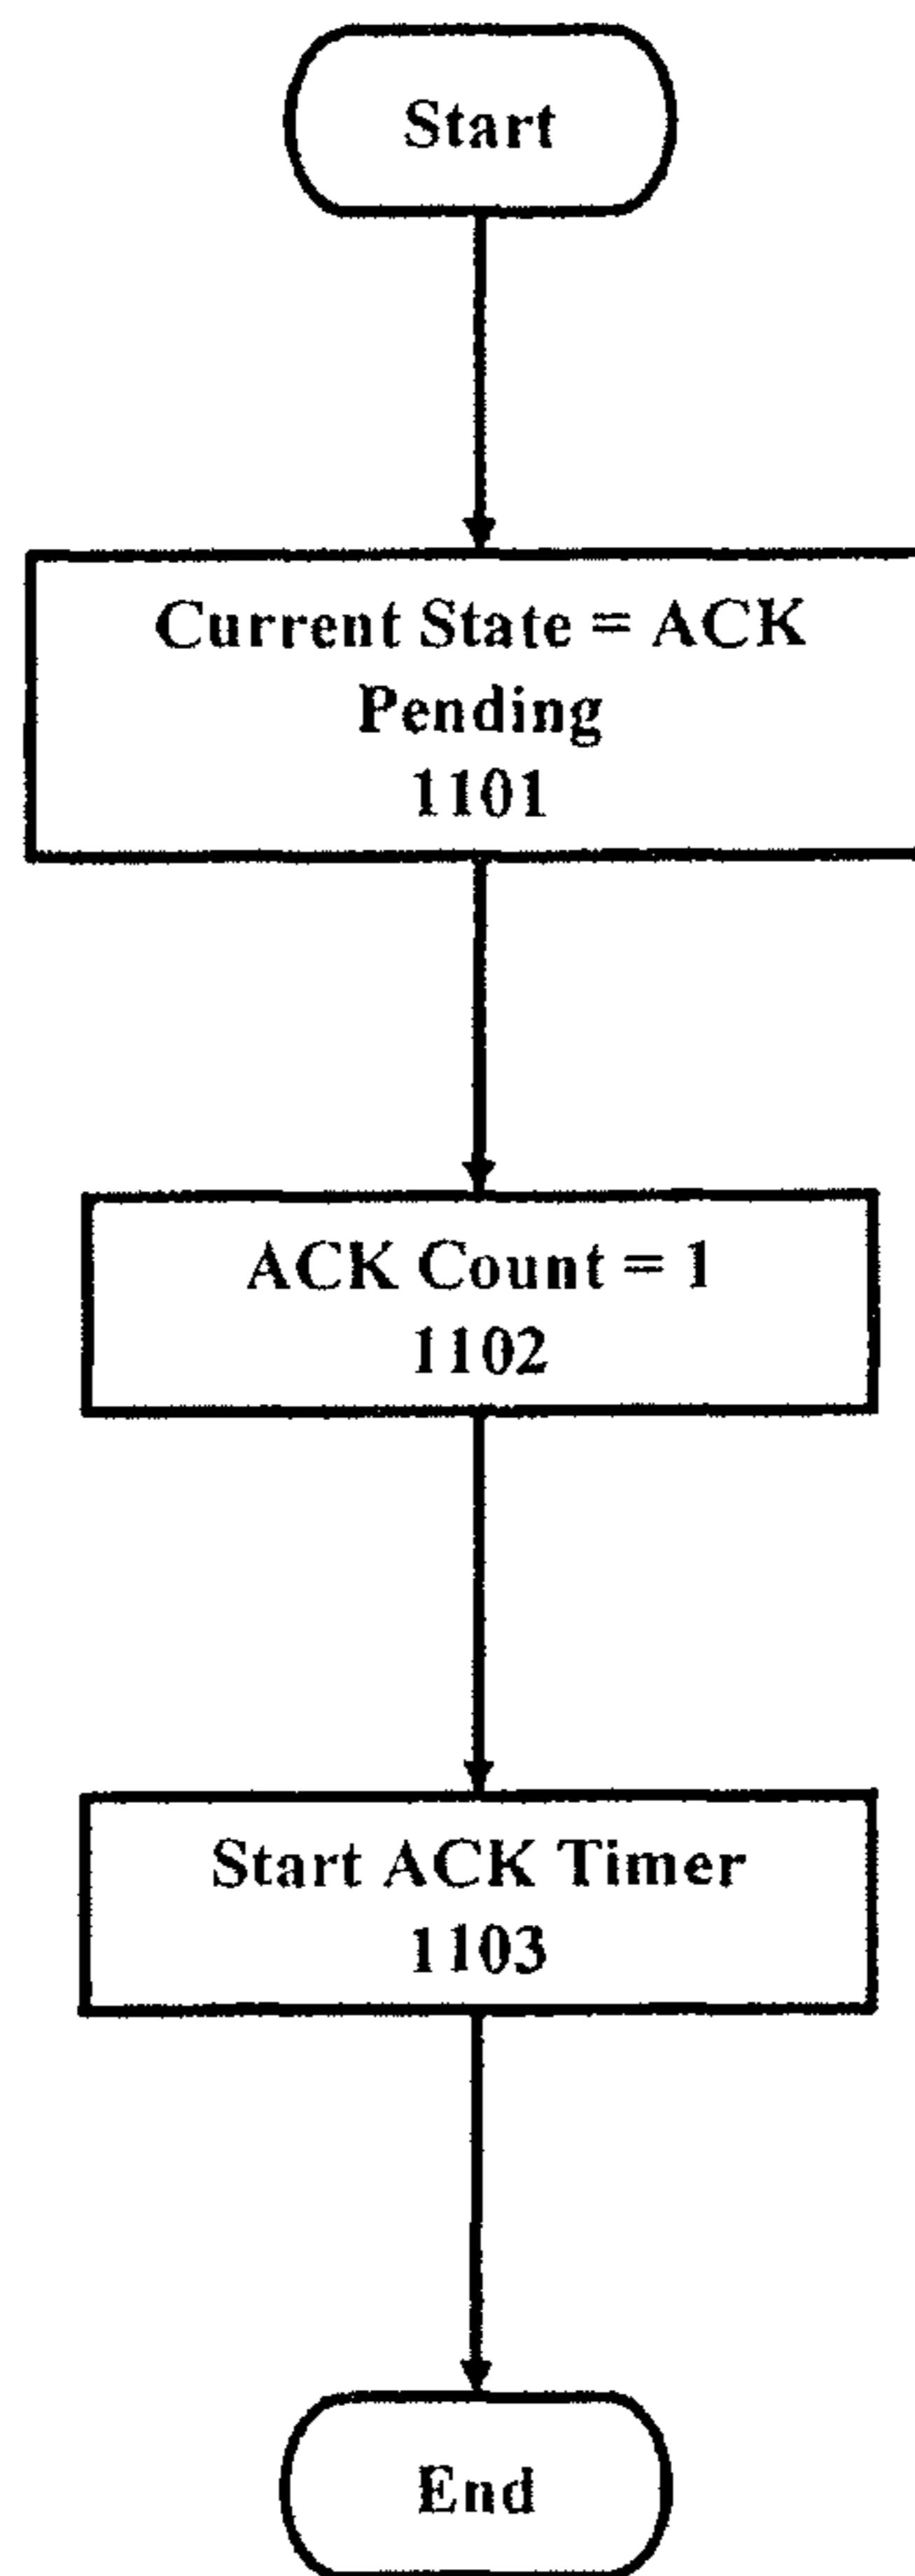 Start
Current State = ACK
Pending
1101
ACK Count = 1
1102
Start ACK Timer
1103
End